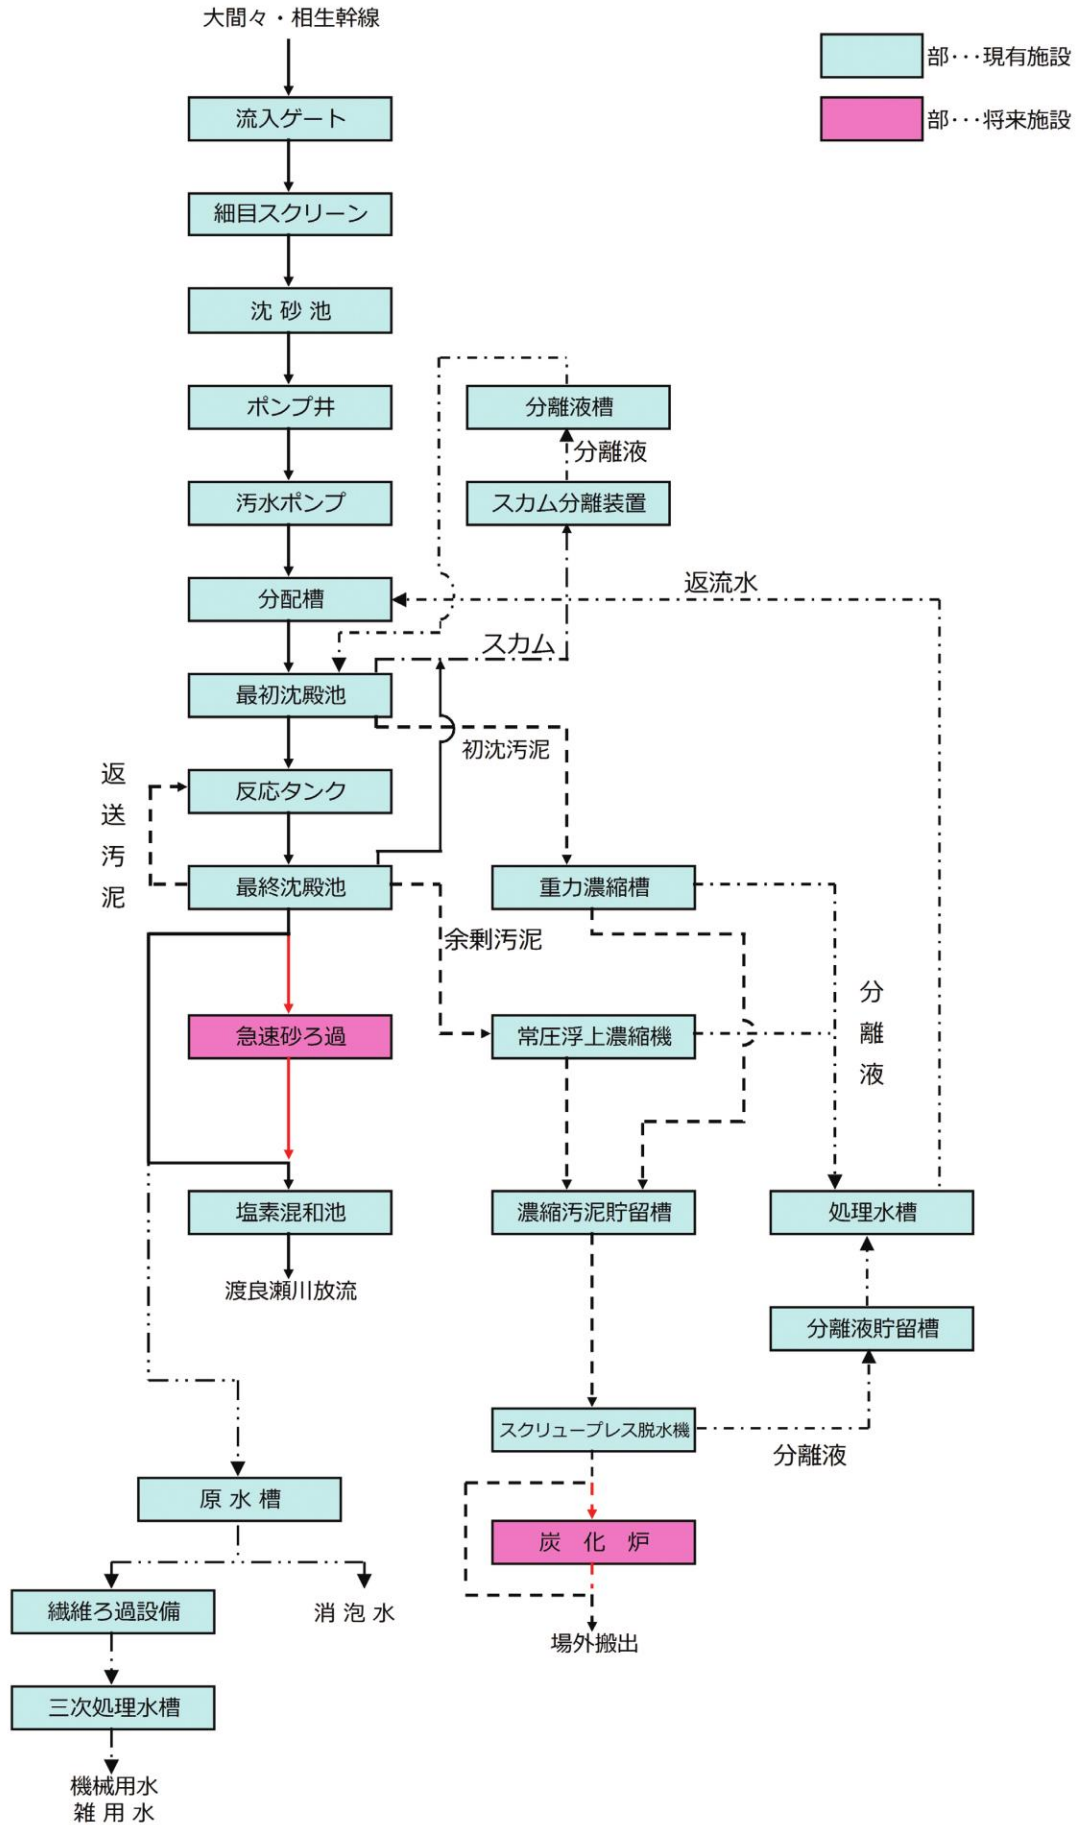 大間々・相生幹線
部･･･現有施設
部･･･将来施設
流入ゲート
細目スクリーン
沈 砂 池
ポンプ井
分離液槽
分離液
汚水ポンプ
スカム分離装置
返流水
分配槽
スカム
最初沈殿池
初沈汚泥
返送汚泥
反応タンク
最終沈殿池
重力濃縮槽
余剰汚泥
分離液
急速砂ろ過
常圧浮上濃縮機
塩素混和池
濃縮汚泥貯留槽
処理水槽
渡良瀬川放流
分離液貯留槽
スクリュープレス脱水機
分離液
原 水 槽
炭 化 炉
繊維ろ過設備
消 泡 水
場外搬出
三次処理水槽
機械用水
雑 用 水